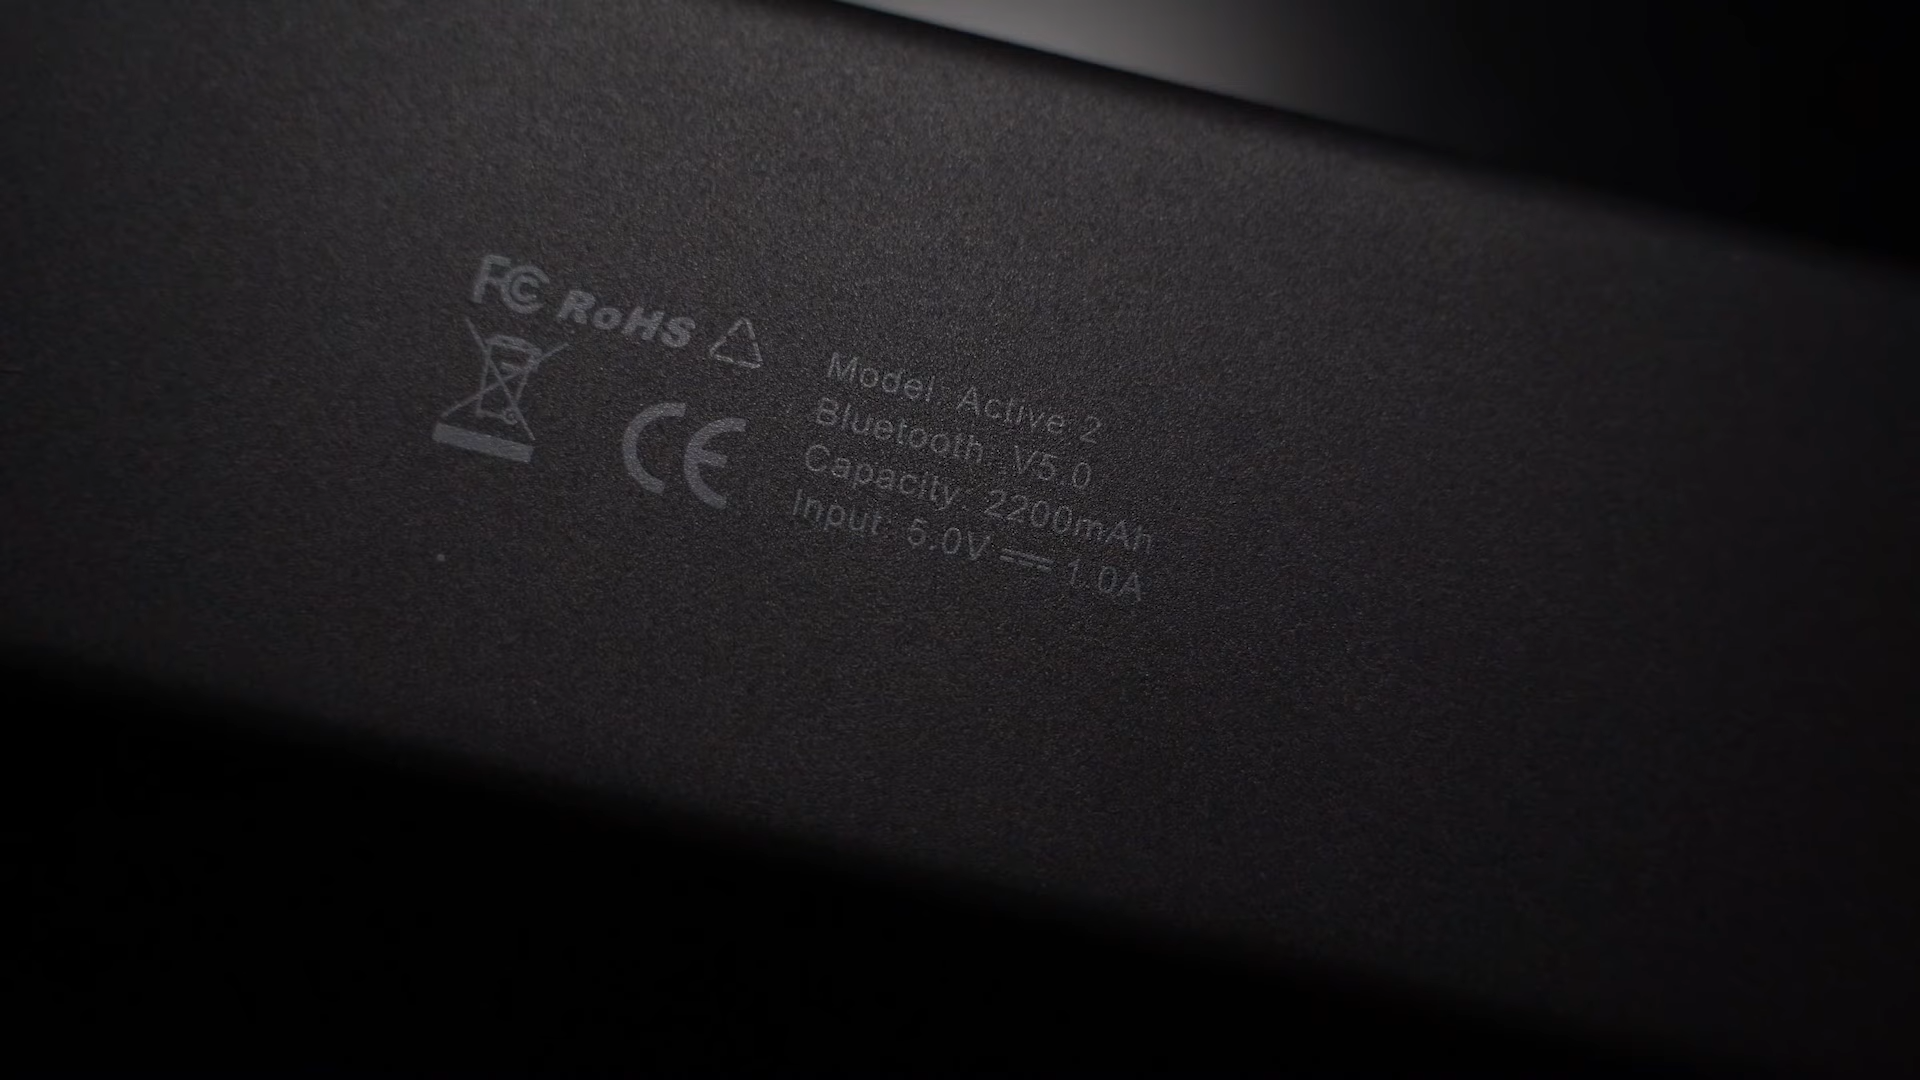 FC RoHS
CE
Model: Active 2
Bluetooth: V5.0
Capacity: 2200mAh
Input: 5.0V ⎓ 1.0A